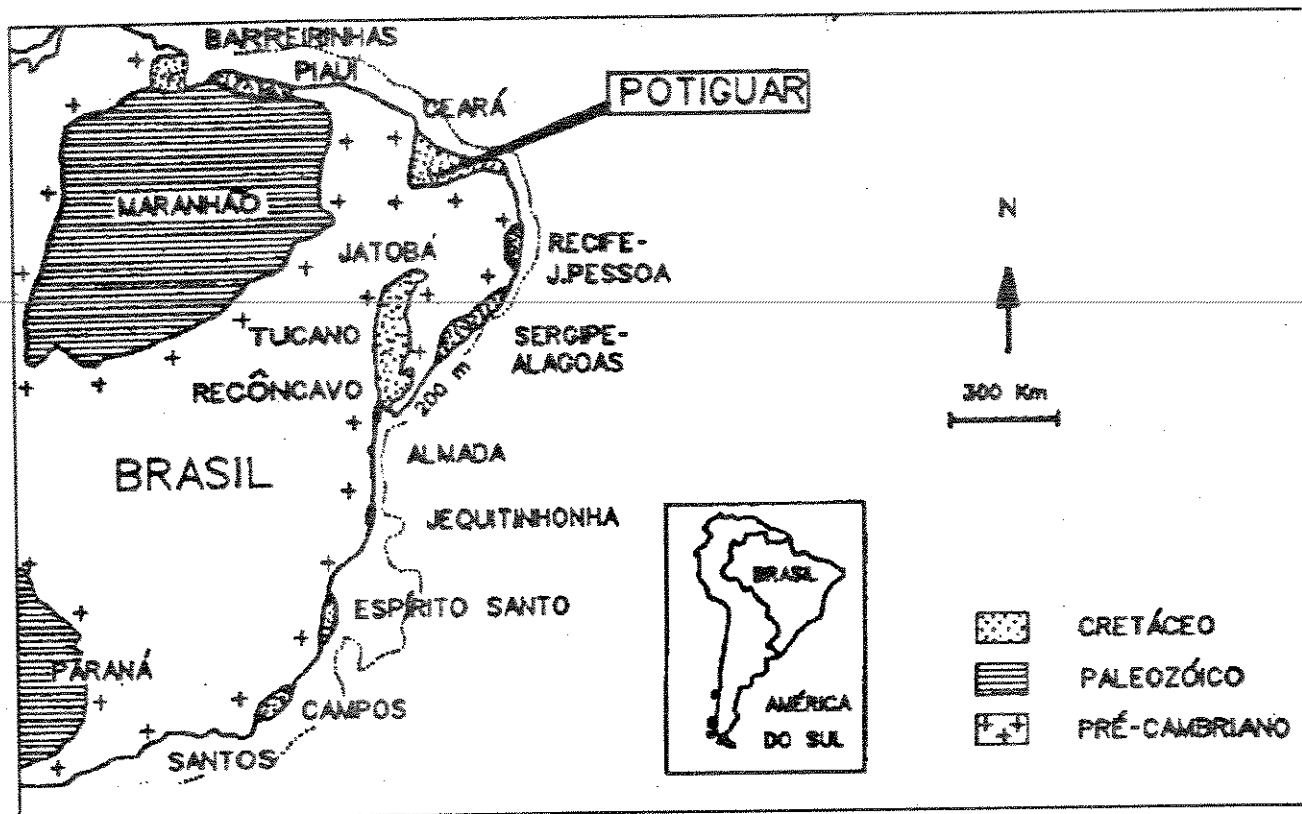 BARREIRINHAS
PIAUÍ
CEARÁ
POTIGUAR
MARANHÃO
JATOBÁ
RECIFE-
J.PESSOA
N
TUCANO
SERGIPE-
ALAGOAS
RECÔNCAVO
200 m
300 Km
BRASIL
ALMADA
JEQUITINHONHA
BRASIL
ESPÍRITO SANTO
CRETÁCEO
PARANÁ
PALEOZÓICO
CAMPOS
AMÉRICA
DO SUL
PRÉ-CAMBRIANO
SANTOS